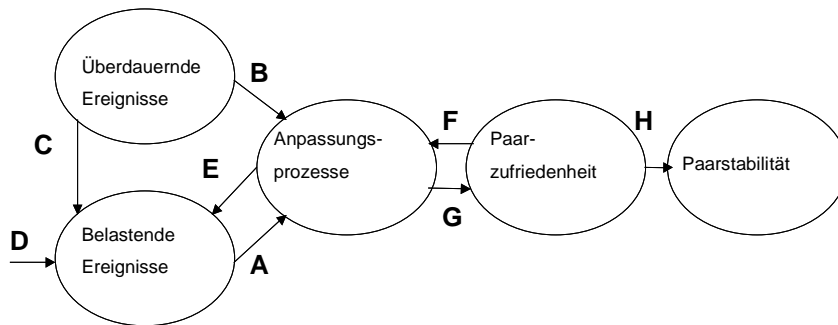 Überdauernde
Ereignisse
B
C
Anpassungs-
prozesse
F
Paar-
zufriedenheit
H
Paarstabilität
E
G
D
Belastende
Ereignisse
A